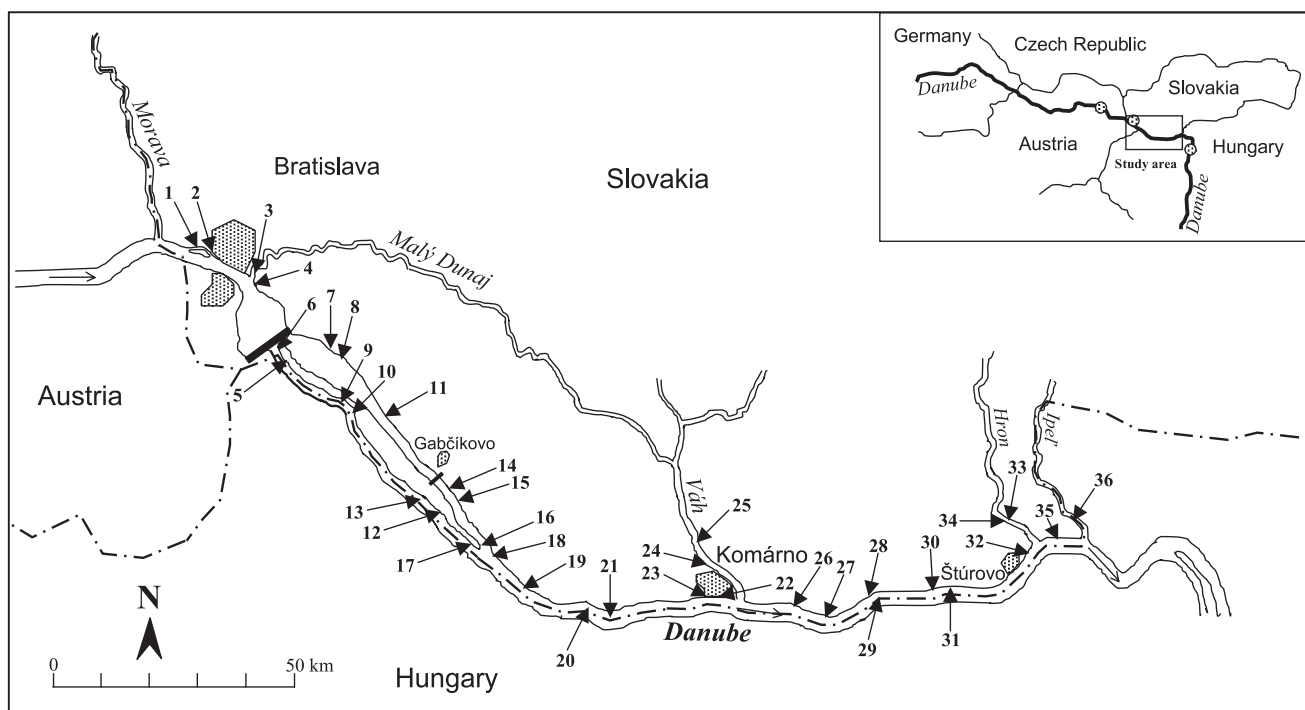 Germany
Czech Republic
Slovakia
Danube
Austria
Hungary
Study area
Danube
Morava
Bratislava
Slovakia
1
2
3
4
Malý Dunaj
5
6
7
8
9
10
11
Austria
Gabčíkovo
12
13
14
15
16
17
18
19
20
21
Váh
25
24
Komárno
23
22
26
27
28
29
30
31
Štúrovo
32
Hron
Ipeľ
33
34
35
36
Danube
Hungary
N
0
50 km